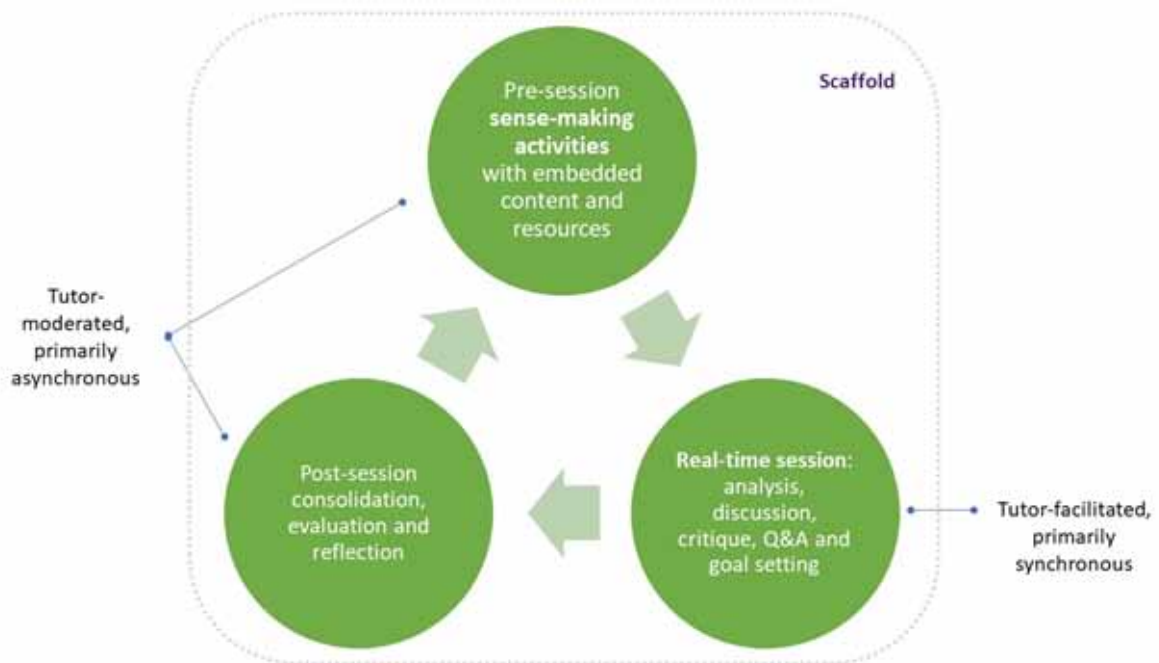 Scaffold
Pre-session
sense-making
activities
with embedded
content and
resources
Tutor-
moderated,
primarily
asynchronous
Post-session
consolidation,
evaluation and
reflection
Real-time session:
analysis,
discussion,
critique, Q&A and
goal setting
Tutor-facilitated,
primarily
synchronous